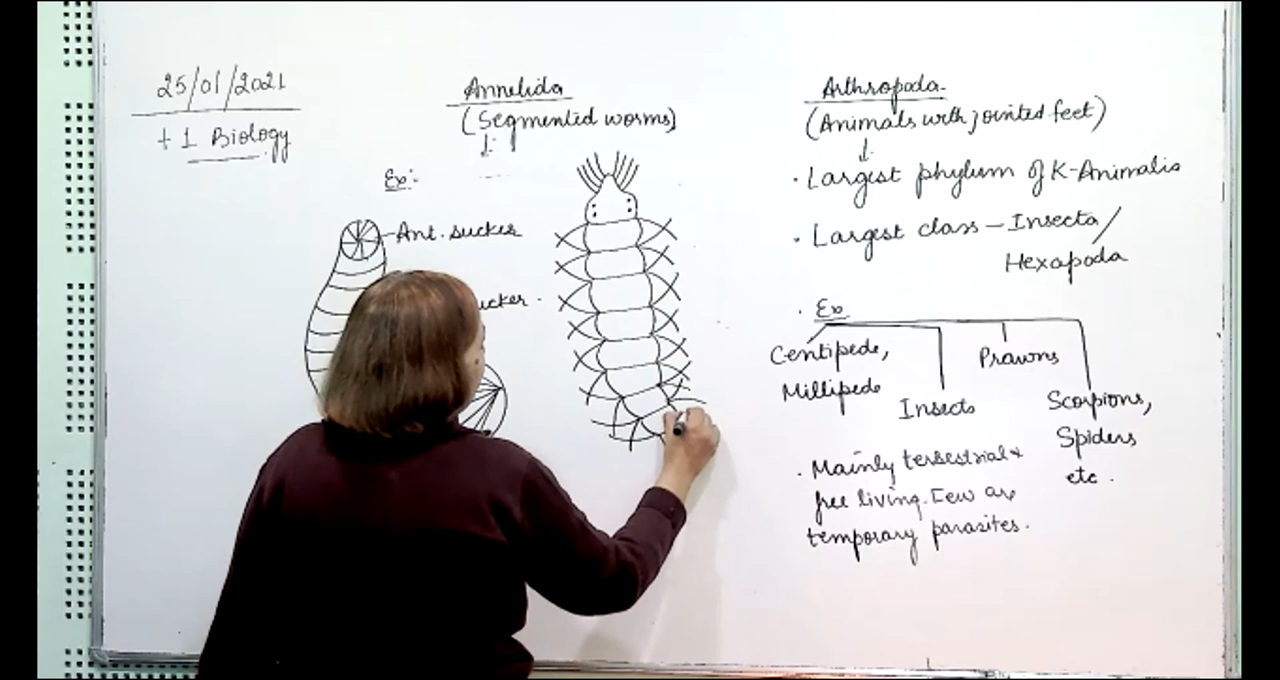 25/01/2021
+1 Biology
Annelida
(Segmented worms)
Ex:
Ant. sucker
ucker.
Arthropoda
(Animals with jointed feet)
. Largest phylum of K-Animalia
. Largest class - Insecta/
Hexapoda
. Ex
Centipede,
Millipede
Insects
Prawns
Scorpions,
Spiders
etc.
. Mainly terrestrial &
free living. Few are
temporary parasites.